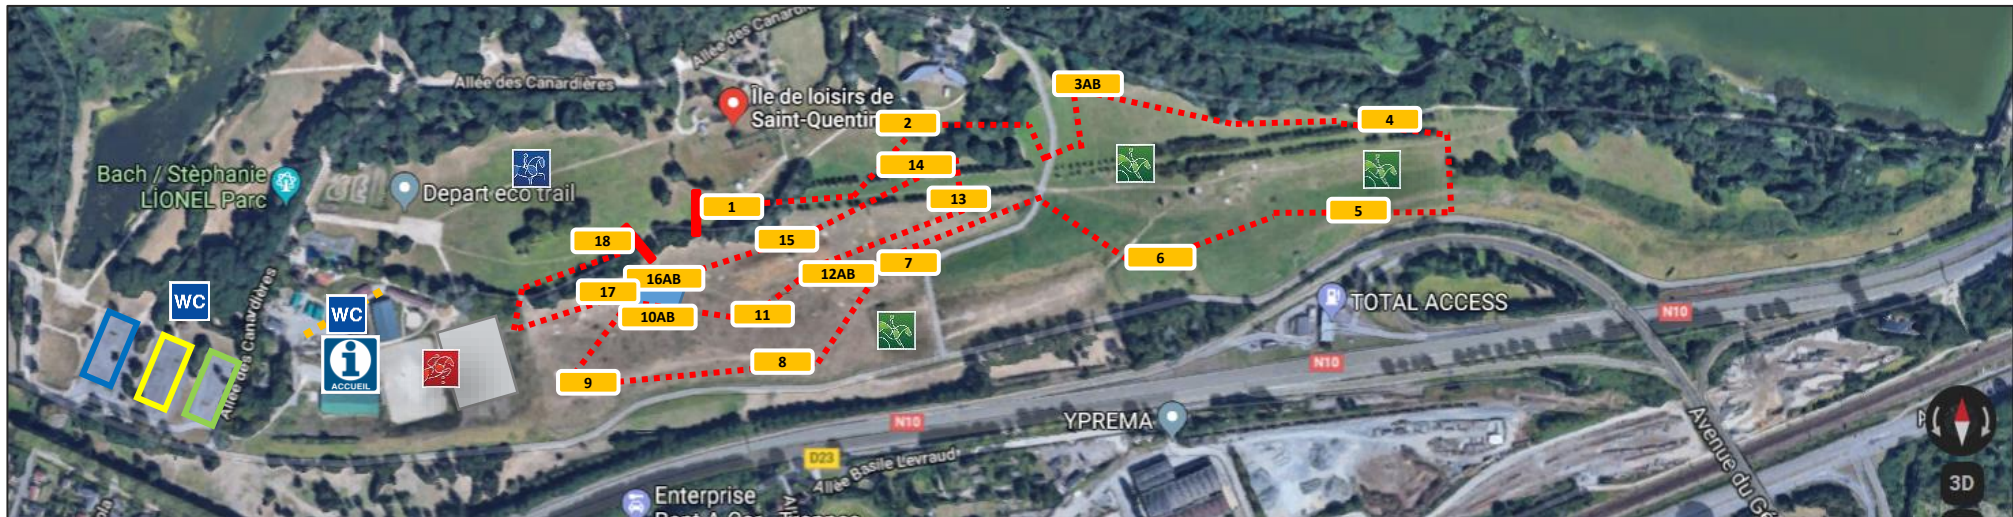 Allée des Canardières
Allée des Canardières
Île de loisirs de
Saint-Quentin
3AB
2
4
14
Bach / Stèphanie
LIONEL Parc
Depart eco trail
1
13
5
18
15
6
7
12AB
16AB
17
WC
WC
10AB
11
TOTAL ACCESS
N10
N10
i
ACCUEIL
8
9
Allée des Canardières
N10
YPREMA
D23
Allée Basile Levraud
Enterprise
3D